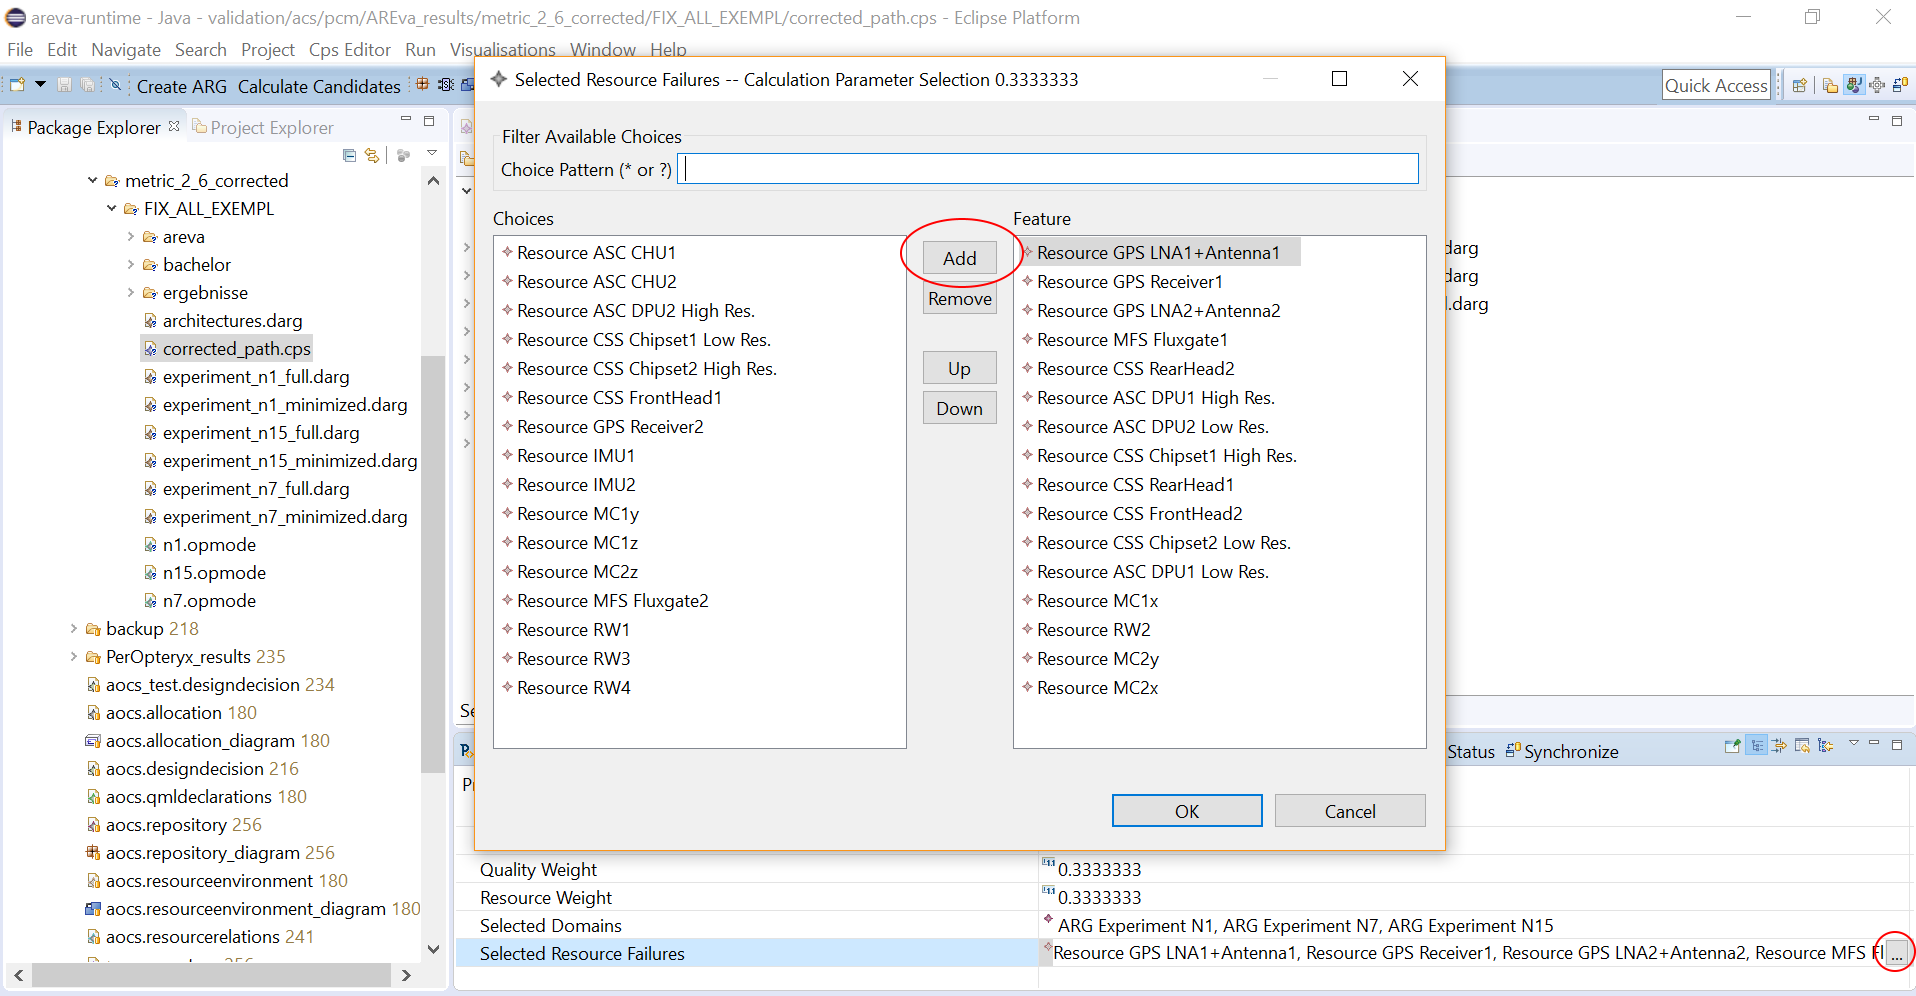 areva-runtime - Java - validation/acs/pcm/AREva_results/metric_2_6_corrected/FIX_ALL_EXEMPL/corrected_path.cps - Eclipse Platform
File Edit Navigate Search Project Cps Editor Run Visualisations Window Help
Create ARG Calculate Candidates
Quick Access
Package Explorer Project Explorer
metric_2_6_corrected
FIX_ALL_EXEMPL
areva
bachelor
ergebnisse
architectures.darg
corrected_path.cps
experiment_n1_full.darg
experiment_n1_minimized.darg
experiment_n15_full.darg
experiment_n15_minimized.darg
experiment_n7_full.darg
experiment_n7_minimized.darg
n1.opmode
n15.opmode
n7.opmode
backup 218
PerOpteryx_results 235
aocs_test.designdecision 234
aocs.allocation 180
aocs.allocation_diagram 180
aocs.designdecision 216
aocs.qmldeclarations 180
aocs.repository 256
aocs.repository_diagram 256
aocs.resourceenvironment 180
aocs.resourceenvironment_diagram 180
aocs.resourcerelations 241
Selected Resource Failures -- Calculation Parameter Selection 0.3333333
Filter Available Choices
Choice Pattern (* or ?)
Choices
Resource ASC CHU1
Resource ASC CHU2
Resource ASC DPU2 High Res.
Resource CSS Chipset1 Low Res.
Resource CSS Chipset2 High Res.
Resource CSS FrontHead1
Resource GPS Receiver2
Resource IMU1
Resource IMU2
Resource MC1y
Resource MC1z
Resource MC2z
Resource MFS Fluxgate2
Resource RW1
Resource RW3
Resource RW4
Add
Remove
Up
Down
Feature
Resource GPS LNA1+Antenna1
Resource GPS Receiver1
Resource GPS LNA2+Antenna2
Resource MFS Fluxgate1
Resource CSS RearHead2
Resource ASC DPU1 High Res.
Resource ASC DPU2 Low Res.
Resource CSS Chipset1 High Res.
Resource CSS RearHead1
Resource CSS FrontHead2
Resource CSS Chipset2 Low Res.
Resource ASC DPU1 Low Res.
Resource MC1x
Resource RW2
Resource MC2y
Resource MC2x
OK Cancel
darg
darg
l.darg
Se
Status Synchronize
Quality Weight 0.3333333
Resource Weight 0.3333333
Selected Domains ARG Experiment N1, ARG Experiment N7, ARG Experiment N15
Selected Resource Failures Resource GPS LNA1+Antenna1, Resource GPS Receiver1, Resource GPS LNA2+Antenna2, Resource MFS Fl ...